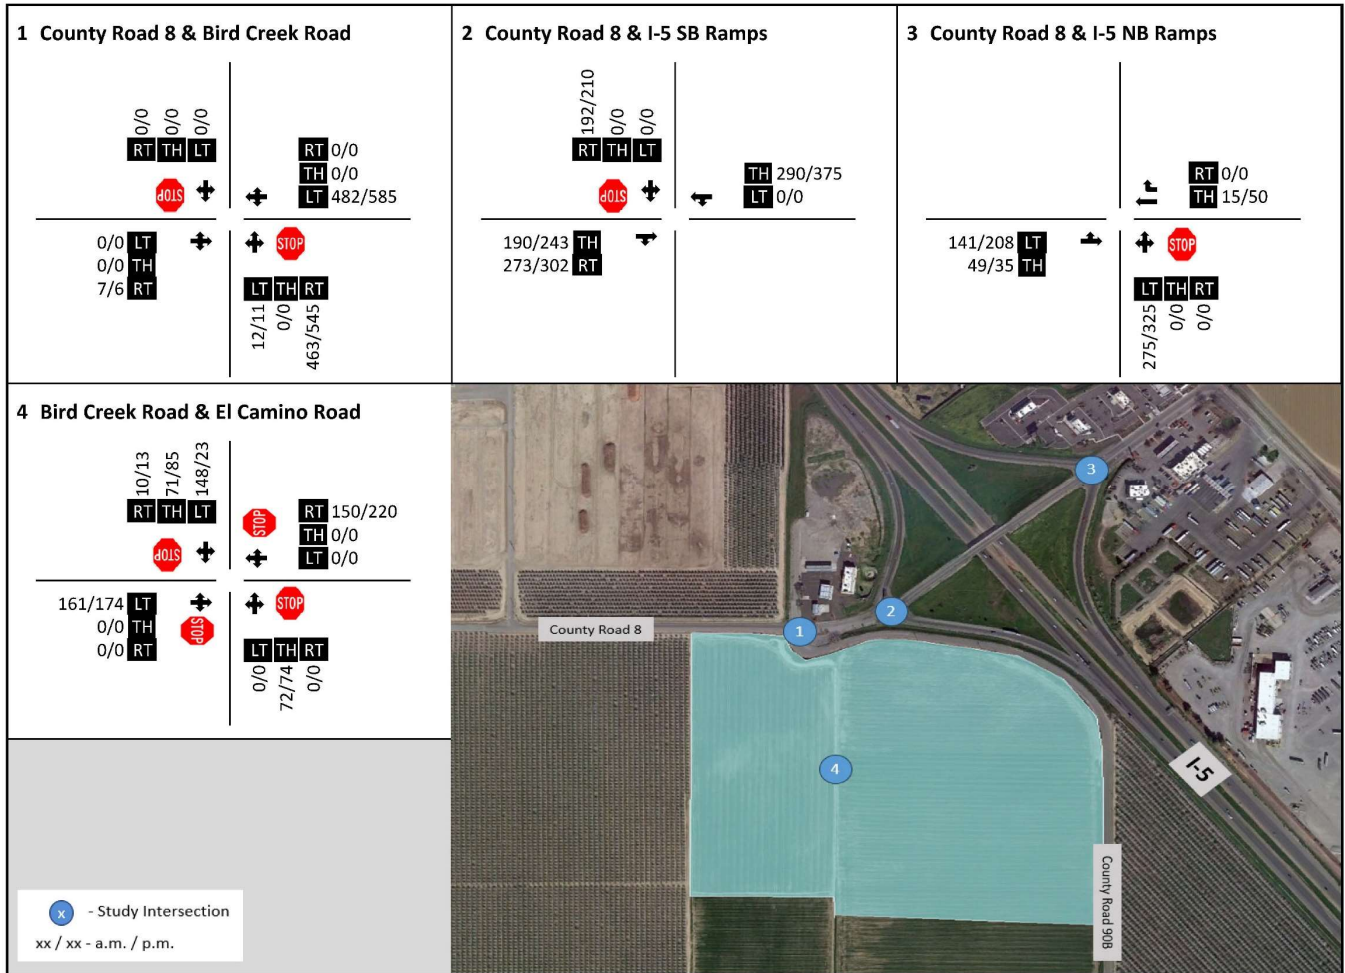 1 County Road 8 & Bird Creek Road
0/0 0/0 0/0
RT TH LT
STOP
RT 0/0
TH 0/0
LT 482/585
0/0 LT
0/0 TH
7/6 RT
STOP
LT TH RT
12/11 0/0 463/545
2 County Road 8 & I-5 SB Ramps
192/210 0/0 0/0
RT TH LT
STOP
TH 290/375
LT 0/0
190/243 TH
273/302 RT
3 County Road 8 & I-5 NB Ramps
RT 0/0
TH 15/50
141/208 LT
49/35 TH
STOP
LT TH RT
275/325 0/0 0/0
4 Bird Creek Road & El Camino Road
10/13 71/85 148/23
RT TH LT
STOP
STOP
RT 150/220
TH 0/0
LT 0/0
161/174 LT
0/0 TH
0/0 RT
STOP
STOP
LT TH RT
0/0 72/74 0/0
3
2
1
County Road 8
4
I-5
County Road 90B
x - Study Intersection
xx / xx - a.m. / p.m.